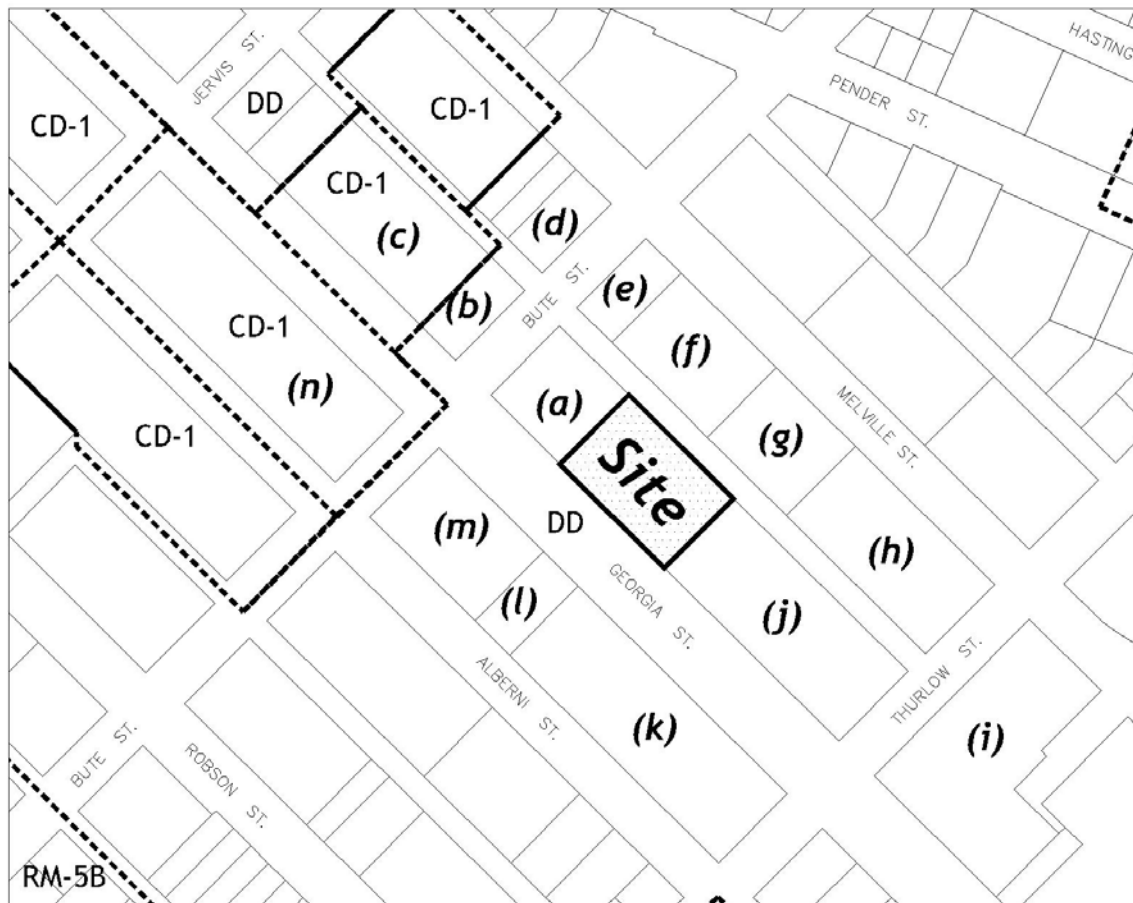 HASTING
JERVIS ST.
DD
CD-1
PENDER ST.
CD-1
CD-1
(c)
(d)
(e)
BUTE ST.
(b)
CD-1
(n)
(f)
(a)
MELVILLE ST.
CD-1
(g)
Site
(m)
DD
(h)
(l)
GEORGIA ST.
(j)
ALBERNI ST.
THURLOW ST.
(k)
(i)
BUTE ST.
ROBSON ST.
RM-5B